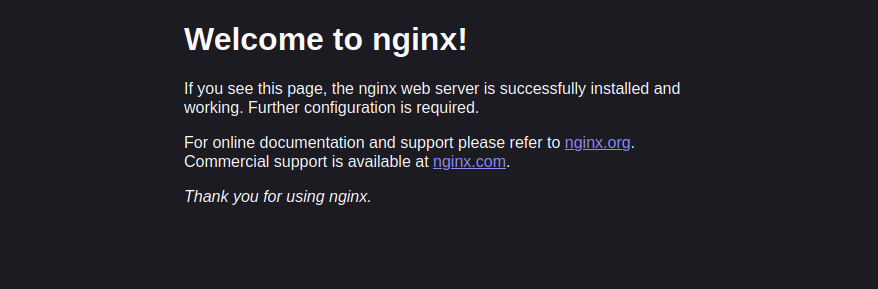 Welcome to nginx!
If you see this page, the nginx web server is successfully installed and
working. Further configuration is required.
For online documentation and support please refer to nginx.org.
Commercial support is available at nginx.com.
Thank you for using nginx.